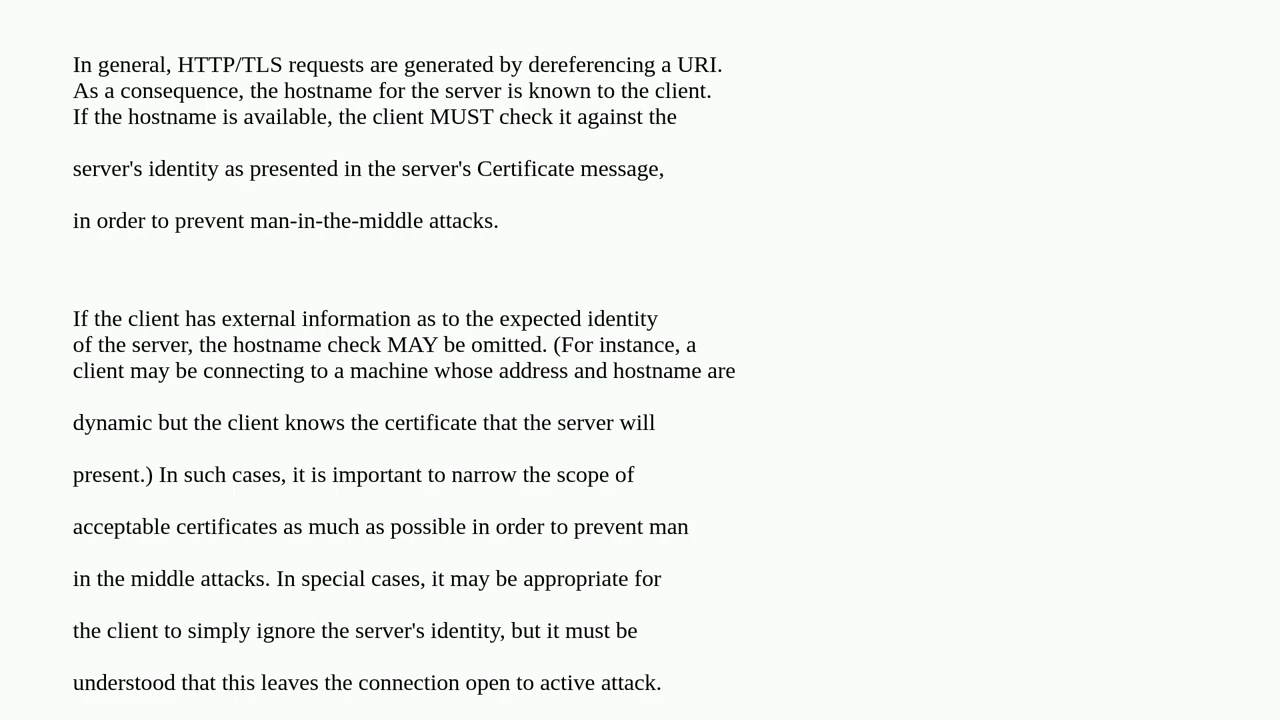 In general, HTTP/TLS requests are generated by dereferencing a URI.
As a consequence, the hostname for the server is known to the client.
If the hostname is available, the client MUST check it against the
server's identity as presented in the server's Certificate message,
in order to prevent man-in-the-middle attacks.
If the client has external information as to the expected identity
of the server, the hostname check MAY be omitted. (For instance, a
client may be connecting to a machine whose address and hostname are
dynamic but the client knows the certificate that the server will
present.) In such cases, it is important to narrow the scope of
acceptable certificates as much as possible in order to prevent man
in the middle attacks. In special cases, it may be appropriate for
the client to simply ignore the server's identity, but it must be
understood that this leaves the connection open to active attack.